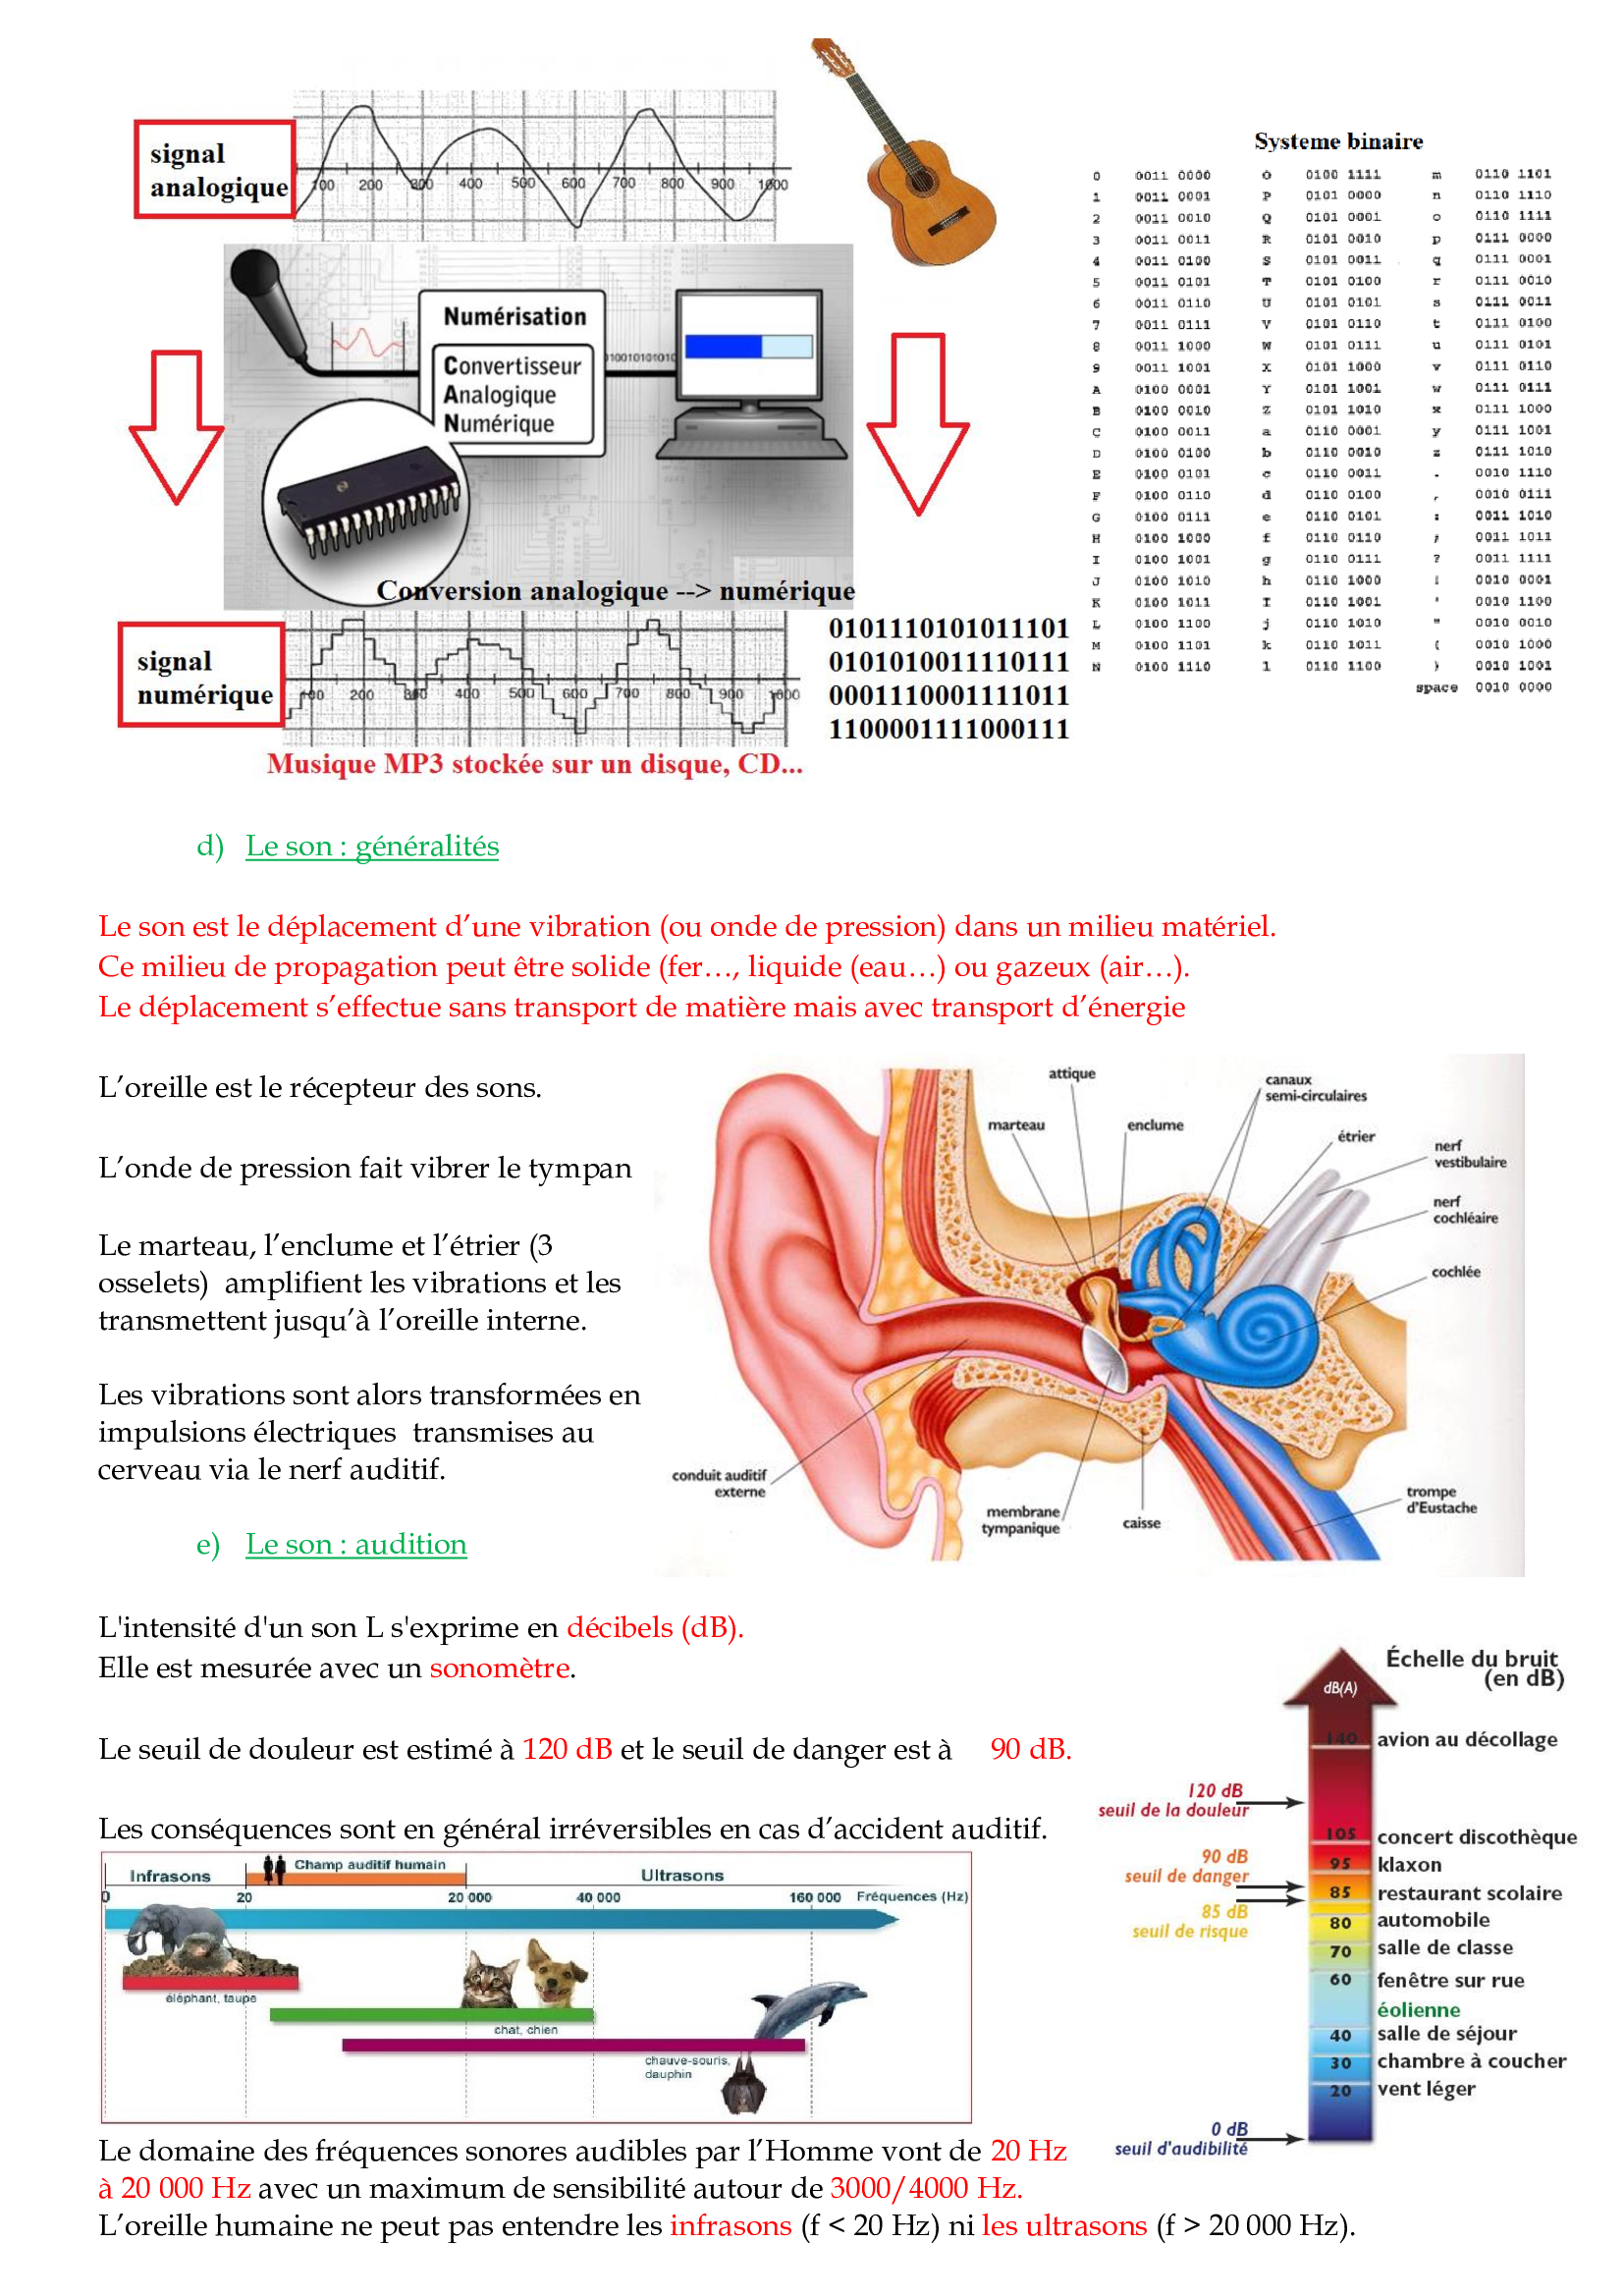 signal
analogique
100 200 300 400 500 600 700 800 900 1000
Numérisation
Convertisseur
Analogique
Numérique
010010101010
Conversion analogique --> numérique
signal
numérique
100 200 300 400 500 600 700 800 900 1000
Musique MP3 stockée sur un disque, CD...
0101110101011101
0101010011110111
0001110001111011
1100001111000111
Systeme binaire
0 0011 0000 O 0100 1111 m 0110 1101
1 0011 0001 P 0101 0000 n 0110 1110
2 0011 0010 Q 0101 0001 o 0110 1111
3 0011 0011 R 0101 0010 p 0111 0000
4 0011 0100 S 0101 0011 q 0111 0001
5 0011 0101 T 0101 0100 r 0111 0010
6 0011 0110 U 0101 0101 s 0111 0011
7 0011 0111 V 0101 0110 t 0111 0100
8 0011 1000 W 0101 0111 u 0111 0101
9 0011 1001 X 0101 1000 v 0111 0110
A 0100 0001 Y 0101 1001 w 0111 0111
B 0100 0010 Z 0101 1010 x 0111 1000
C 0100 0011 a 0110 0001 y 0111 1001
D 0100 0100 b 0110 0010 z 0111 1010
E 0100 0101 c 0110 0011 . 0010 1110
F 0100 0110 d 0110 0100 , 0010 0111
G 0100 0111 e 0110 0101 : 0011 1010
H 0100 1000 f 0110 0110 ; 0011 1011
I 0100 1001 g 0110 0111 ? 0011 1111
J 0100 1010 h 0110 1000 ! 0010 0001
K 0100 1011 I 0110 1001 ' 0010 1100
L 0100 1100 j 0110 1010 " 0010 0010
M 0100 1101 k 0110 1011 ( 0010 1000
N 0100 1110 l 0110 1100 ) 0010 1001
space 0010 0000
d) Le son : généralités
Le son est le déplacement d’une vibration (ou onde de pression) dans un milieu matériel.
Ce milieu de propagation peut être solide (fer…, liquide (eau…) ou gazeux (air…).
Le déplacement s’effectue sans transport de matière mais avec transport d’énergie
L’oreille est le récepteur des sons.
L’onde de pression fait vibrer le tympan
Le marteau, l’enclume et l’étrier (3
osselets) amplifient les vibrations et les
transmettent jusqu’à l’oreille interne.
Les vibrations sont alors transformées en
impulsions électriques transmises au
cerveau via le nerf auditif.
attique
marteau
enclume
canaux
semi-circulaires
étrier
nerf
vestibulaire
nerf
cochléaire
cochlée
conduit auditif
externe
membrane
tympanique
caisse
trompe
d'Eustache
e) Le son : audition
L'intensité d'un son L s'exprime en décibels (dB).
Elle est mesurée avec un sonomètre.
Le seuil de douleur est estimé à 120 dB et le seuil de danger est à 90 dB.
Les conséquences sont en général irréversibles en cas d’accident auditif.
Infrasons
Champ auditif humain
Ultrasons
0 20 20 000 40 000 160 000 Fréquences (Hz)
éléphant, taupe
chat, chien
chauve-souris,
dauphin
Échelle du bruit
(en dB)
dB(A)
140 avion au décollage
120 dB
seuil de la douleur
105 concert discothèque
95 klaxon
90 dB
seuil de danger
85 restaurant scolaire
85 dB
seuil de risque
80 automobile
70 salle de classe
60 fenêtre sur rue
éolienne
40 salle de séjour
30 chambre à coucher
20 vent léger
0 dB
seuil d'audibilité
Le domaine des fréquences sonores audibles par l’Homme vont de 20 Hz
à 20 000 Hz avec un maximum de sensibilité autour de 3000/4000 Hz.
L’oreille humaine ne peut pas entendre les infrasons (f < 20 Hz) ni les ultrasons (f > 20 000 Hz).